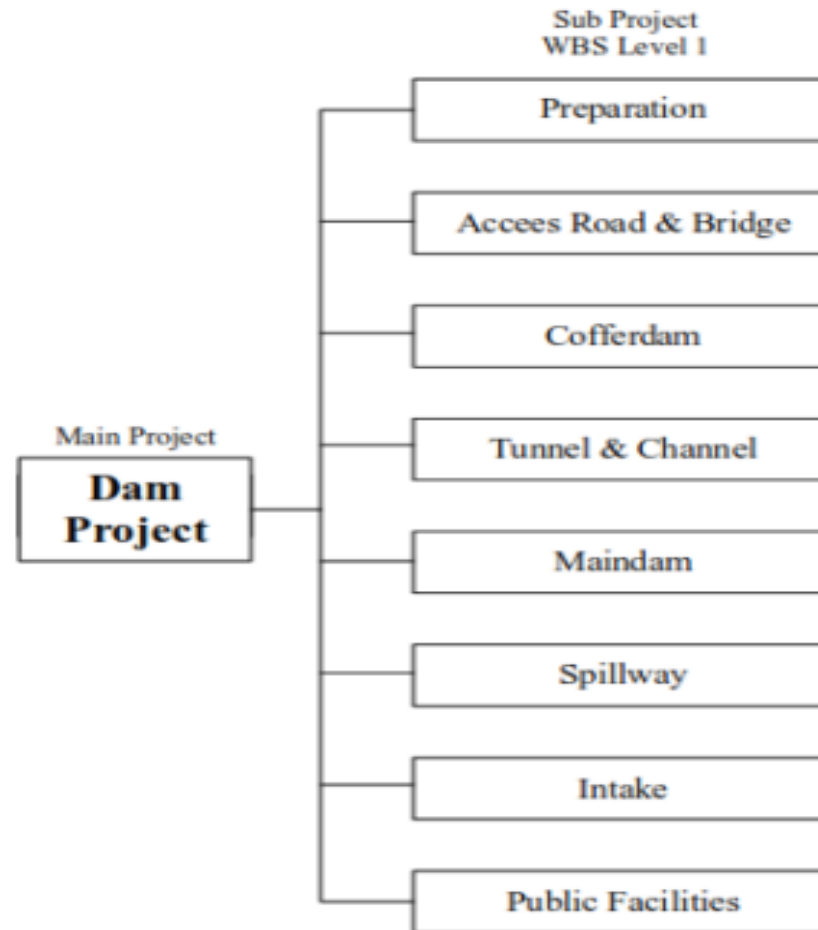 Sub Project
WBS Level 1
Preparation
Accees Road & Bridge
Cofferdam
Tunnel & Channel
Main Project
Dam
Project
Maindam
Spillway
Intake
Public Facilities